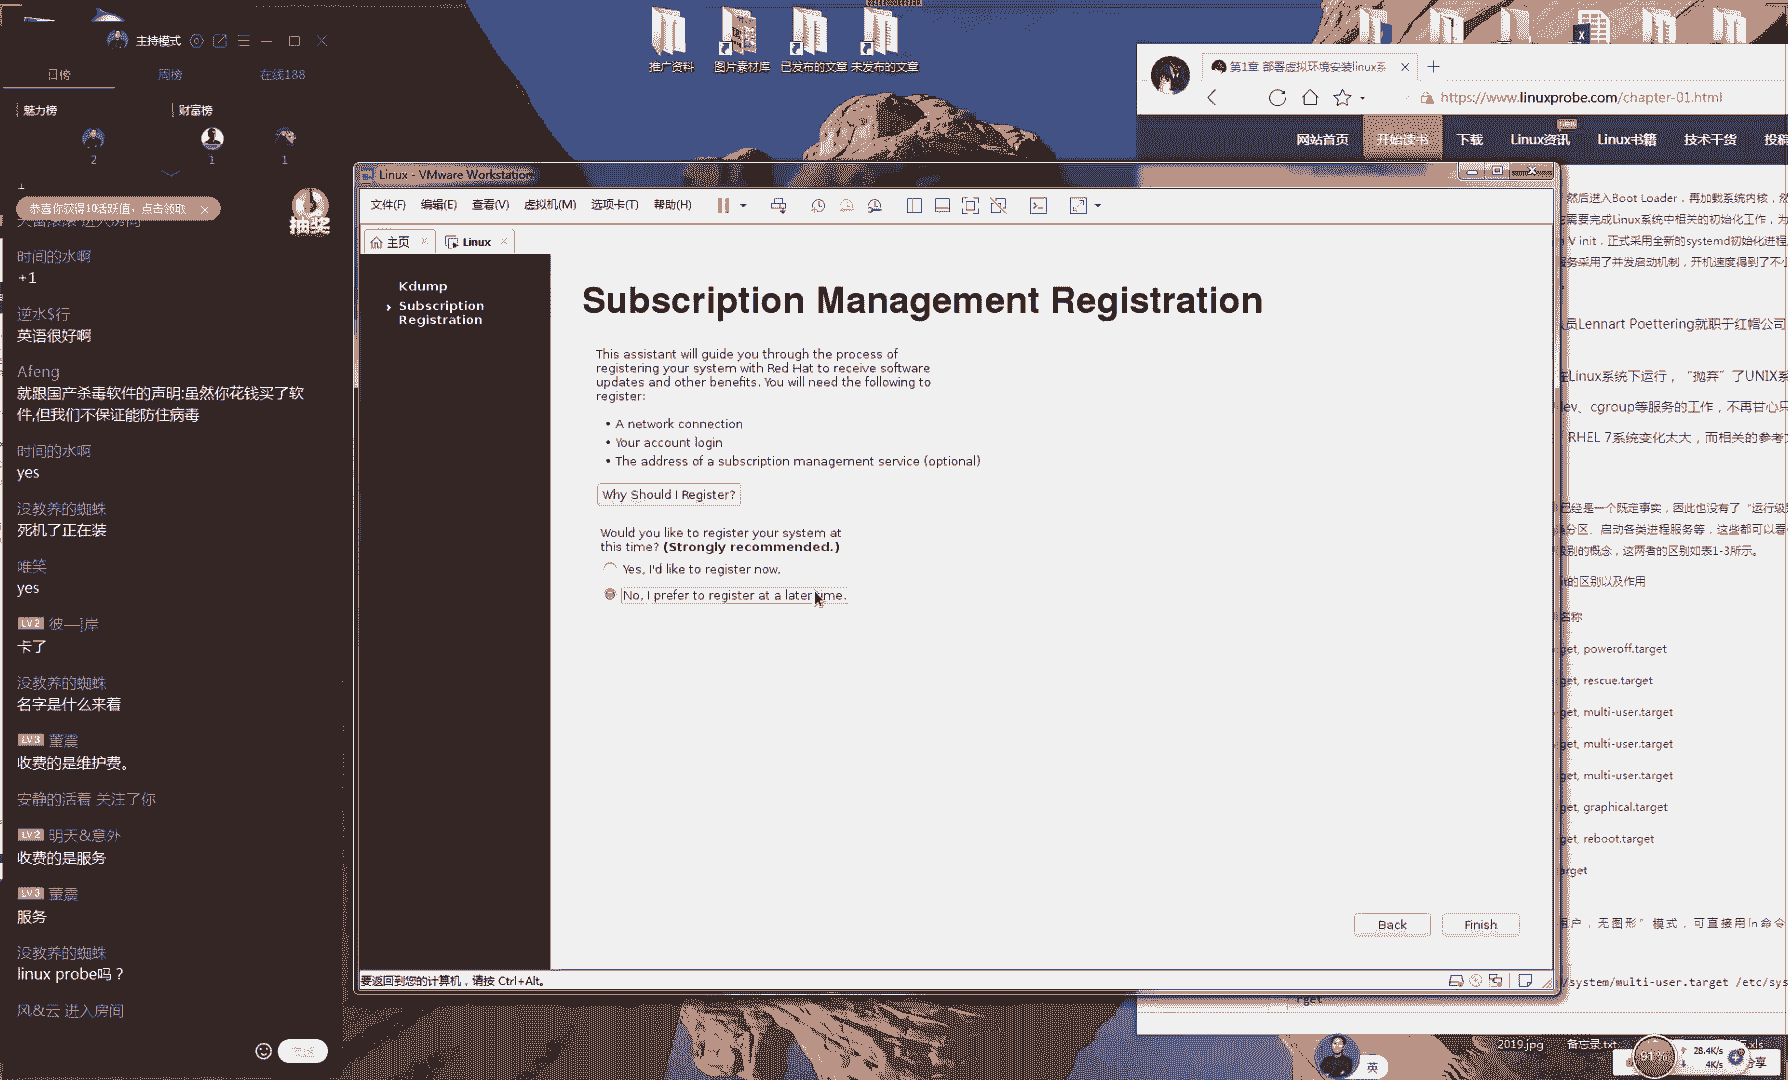 主持模式
日榜
周榜
在线138
魅力榜
财富榜
2
1
1
恭喜你获得10活跃值，点击领取
抽奖
时间的水啊
+1
逆水$行
英语很好啊
Afeng
就跟国产杀毒软件的声明:虽然你花钱买了软
件,但我们不保证能防住病毒
时间的水啊
yes
没教养的蜘蛛
死机了正在装
唯笑
yes
LV2
卡了
没教养的蜘蛛
名字是什么来着
LV3 董震
收费的是维护费。
安静的活着 关注了你
LV2 明天&意外
收费的是服务
LV3 董震
服务
没教养的蜘蛛
linux probe吗？
风&云 进入房间
推广资料
图片素材库
已发布的文章
未发布的文章
第1章 部署虚拟环境安装linux系
https://www.linuxprobe.com/chapter-01.html
网站首页
开始读书
下载
Linux资讯
Linux书籍
技术干货
投稿
Linux - VMware Workstation
文件(F)
编辑(E)
查看(V)
虚拟机(M)
选项卡(T)
帮助(H)
主页
Linux
Kdump
Subscription
Registration
Subscription Management Registration
This assistant will guide you through the process of
registering your system with Red Hat to receive software
updates and other benefits. You will need the following to
register:
• A network connection
• Your account login
• The address of a subscription management service (optional)
Why Should I Register?
Would you like to register your system at
this time? (Strongly recommended.)
Yes, I'd like to register now.
No, I prefer to register at a later time.
Back
Finish
要返回到您的计算机，请按 Ctrl+Alt。
然后进入Boot Loader，再加载系统内核，然
需要完成Linux系统中相关的初始化工作，为
V init，正式采用全新的systemd初始化进程
服务采用了并发启动机制，开机速度得到了不小
员Lennart Poettering就职于红帽公司
在Linux系统下运行，“抛弃”了UNIX系
dev、cgroup等服务的工作，不再甘心只
RHEL 7系统变化太大，而相关的参考文
已经是一个既定事实，因此也没有了“运行级别
分区、启动各类进程服务等，这些都可以看
级别的概念，这两者的区别如表1-3所示。
的区别以及作用
名称
get, poweroff.target
get, rescue.target
get, multi-user.target
get, multi-user.target
get, multi-user.target
get, graphical.target
get, reboot.target
arget
用户，无图形”模式，可直接用ln命令
/system/multi-user.target /etc/sys
rget
2019.jpg
备忘录.txt
.xls
91%
28.4K/s
4K/s
英